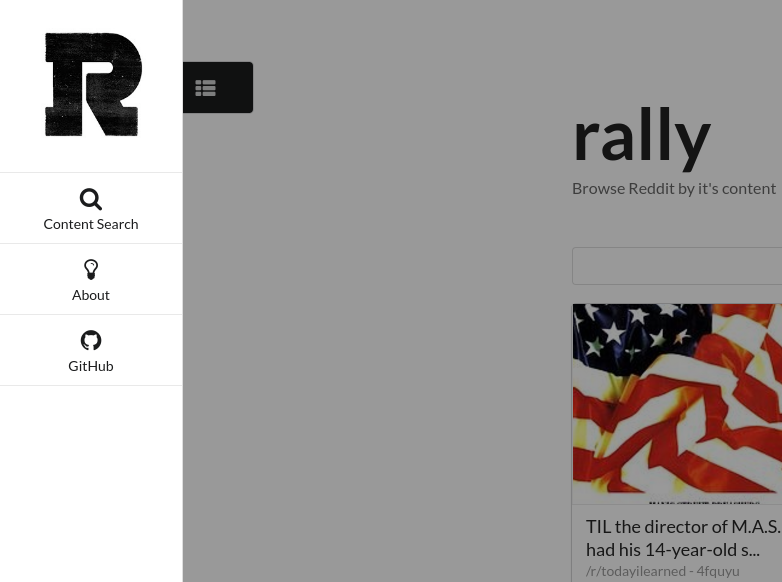 R
Content Search
About
GitHub
rally
Browse Reddit by it's content
TIL the director of M.A.S.
had his 14-year-old s...
/r/todayilearned - 4fquyu